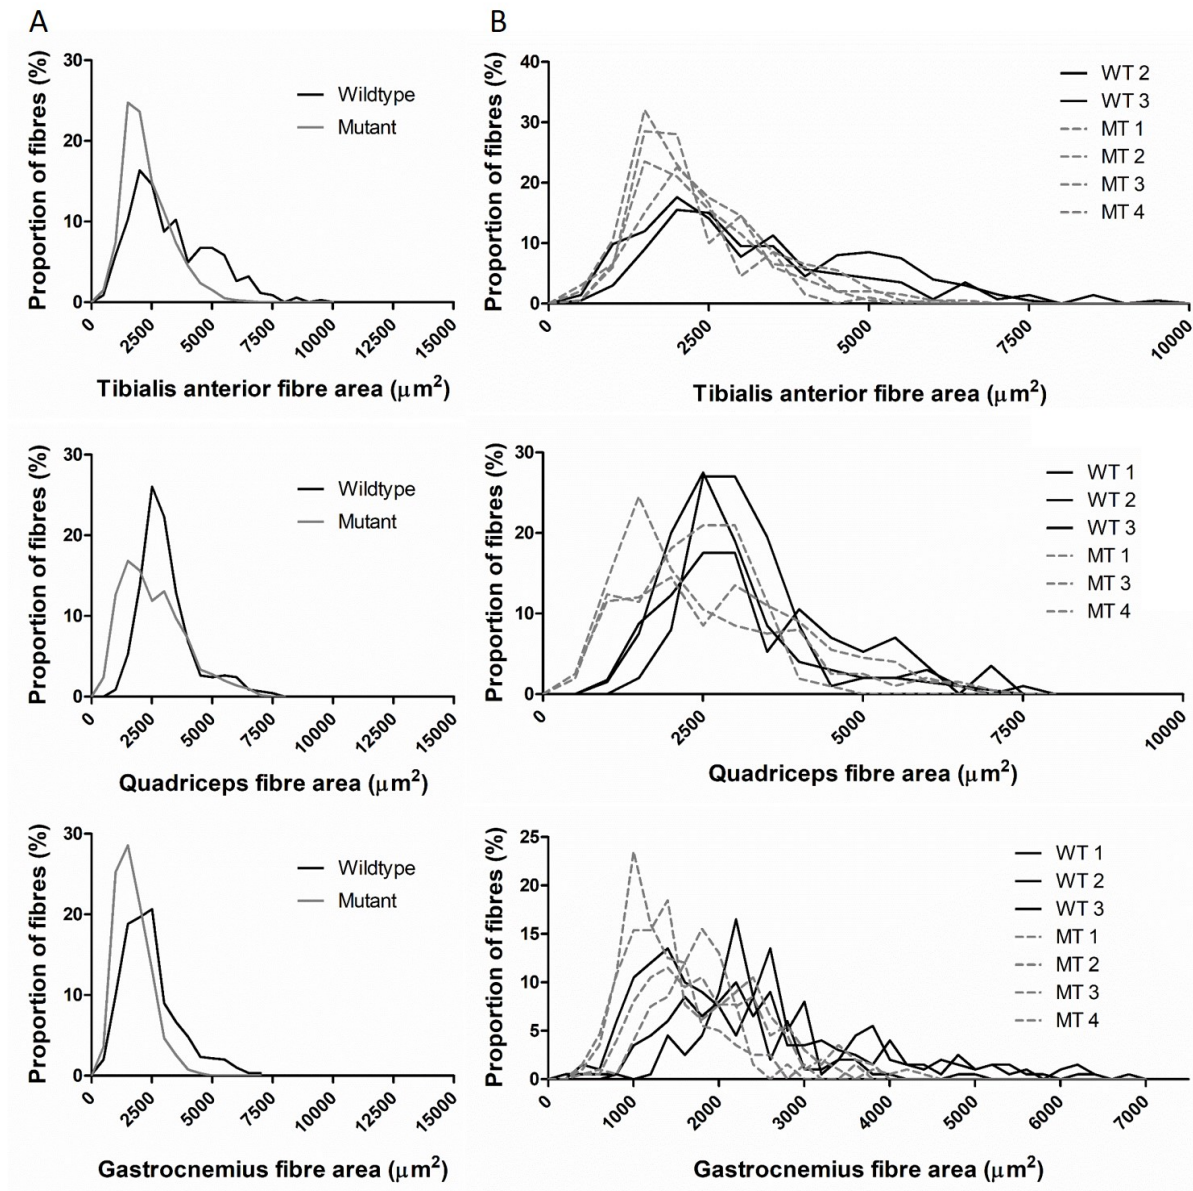 A
B
Proportion of fibres (%)
30
20
10
0
Wildtype
Mutant
0 2500 5000 7500 10000 12500 15000
Tibialis anterior fibre area (μm²)
Proportion of fibres (%)
40
30
20
10
0
WT 2
WT 3
MT 1
MT 2
MT 3
MT 4
0 2500 5000 7500 10000
Tibialis anterior fibre area (μm²)
Proportion of fibres (%)
30
20
10
0
Wildtype
Mutant
0 2500 5000 7500 10000 12500 15000
Quadriceps fibre area (μm²)
Proportion of fibres (%)
30
20
10
0
WT 1
WT 2
WT 3
MT 1
MT 3
MT 4
0 2500 5000 7500 10000
Quadriceps fibre area (μm²)
Proportion of fibres (%)
30
20
10
0
Wildtype
Mutant
0 2500 5000 7500 10000 12500 15000
Gastrocnemius fibre area (μm²)
Proportion of fibres (%)
25
20
15
10
5
0
WT 1
WT 2
WT 3
MT 1
MT 2
MT 3
MT 4
0 1000 2000 3000 4000 5000 6000 7000
Gastrocnemius fibre area (μm²)